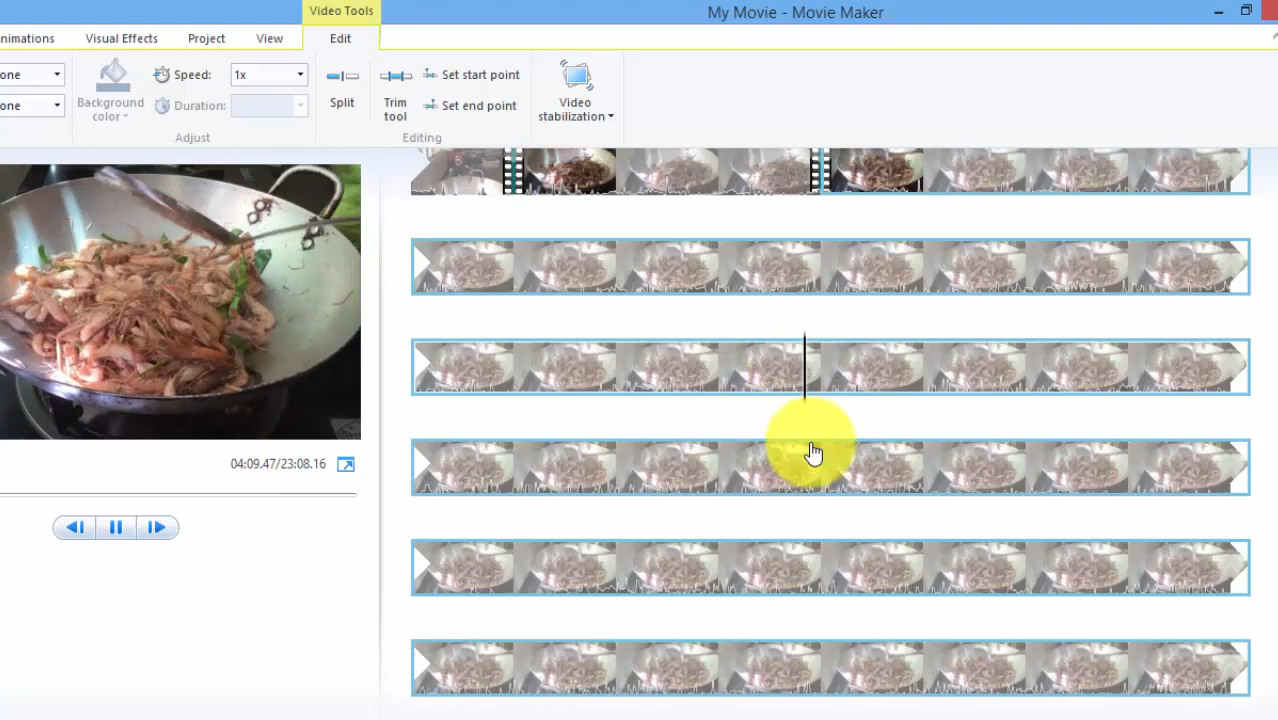 Video Tools
My Movie - Movie Maker
nimations Visual Effects Project View Edit
one Speed: 1x Set start point
one Background color Duration: Split Trim tool Set end point Video stabilization
Adjust Editing
04:09.47/23:08.16